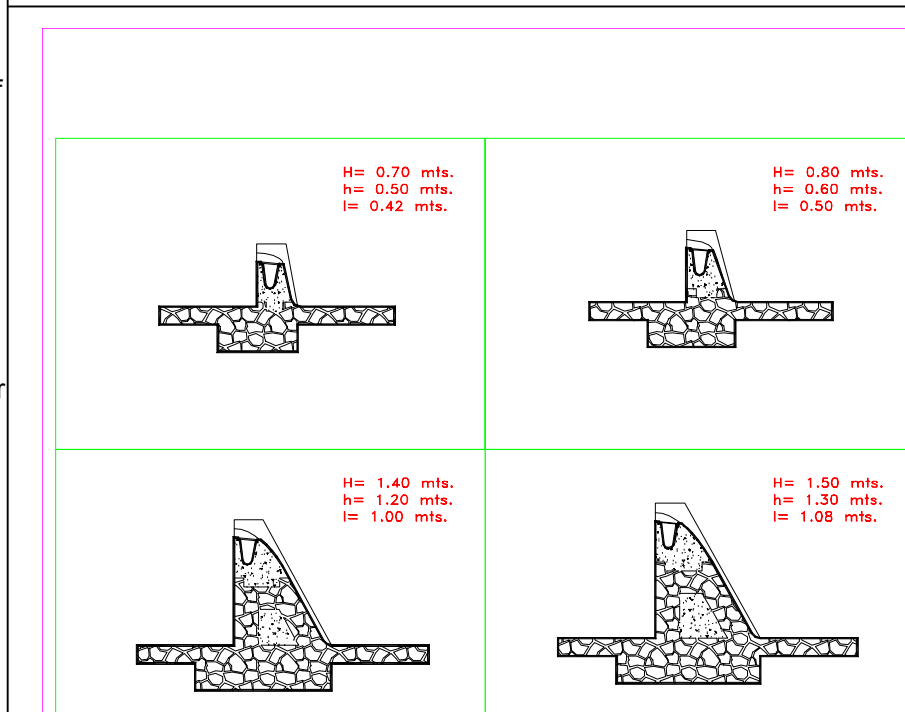 H= 0.70 mts.
h= 0.50 mts.
l= 0.42 mts.
H= 0.80 mts.
h= 0.60 mts.
l= 0.50 mts.
H= 1.40 mts.
h= 1.20 mts.
l= 1.00 mts.
H= 1.50 mts.
h= 1.30 mts.
l= 1.08 mts.